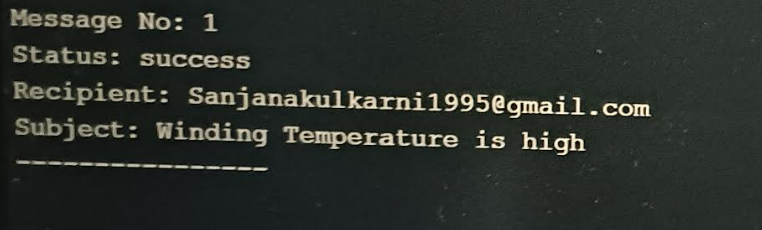 Message No: 1
Status: success
Recipient: Sanjanakulkarni1995@gmail.com
Subject: Winding Temperature is high
----------------